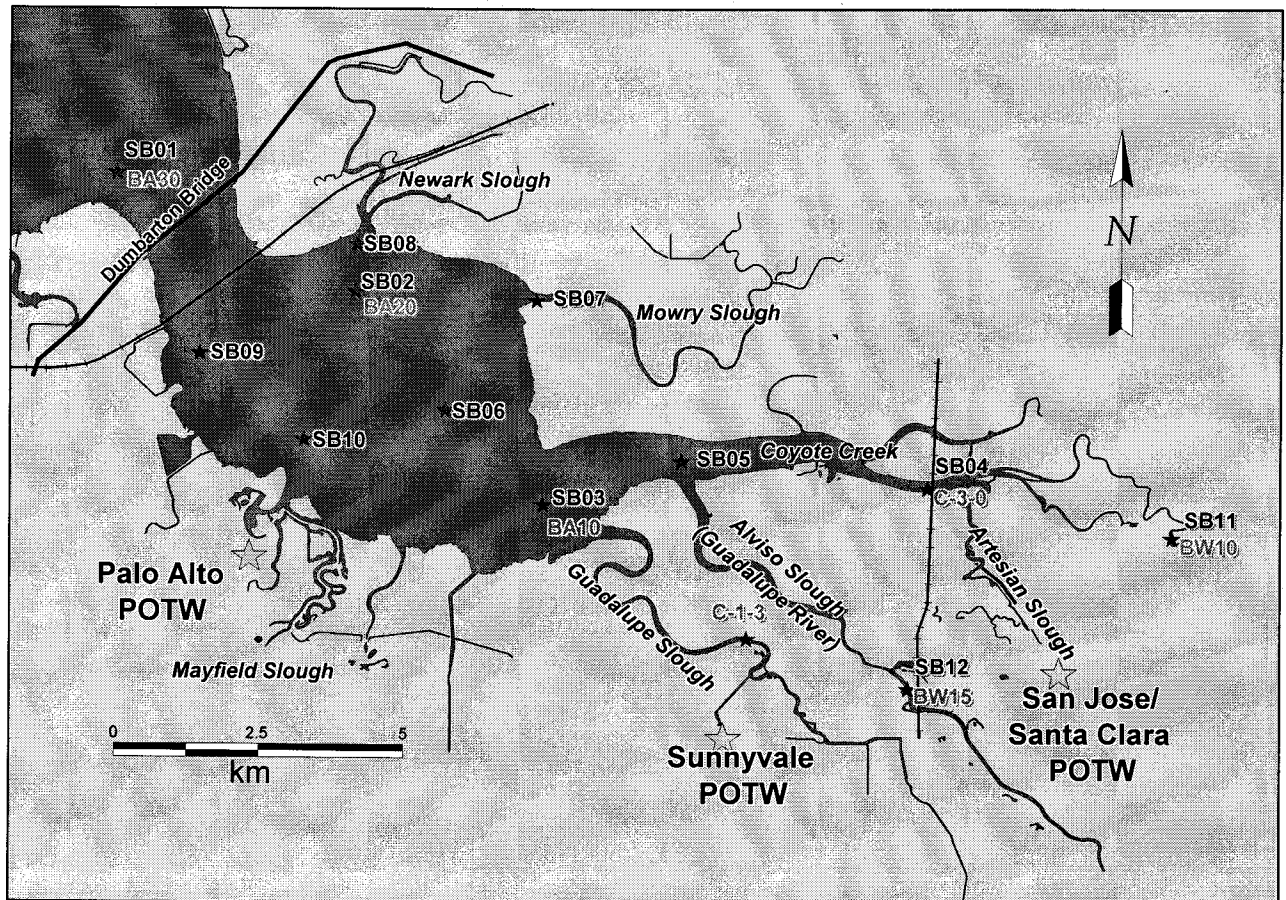 SB01
BA30
Dumbarton Bridge
Newark Slough
SB08
SB02
BA20
SB07
Mowry Slough
N
SB09
SB06
SB10
SB05
Coyote Creek
SB04
C-3-0
SB03
BA10
SB11
BW10
Palo Alto
POTW
Mayfield Slough
Guadalupe Slough
Alviso Slough
(Guadalupe River)
Artesian Slough
C-1-3
SB12
BW15
San Jose/
Santa Clara
POTW
Sunnyvale
POTW
0 2.5 5
km